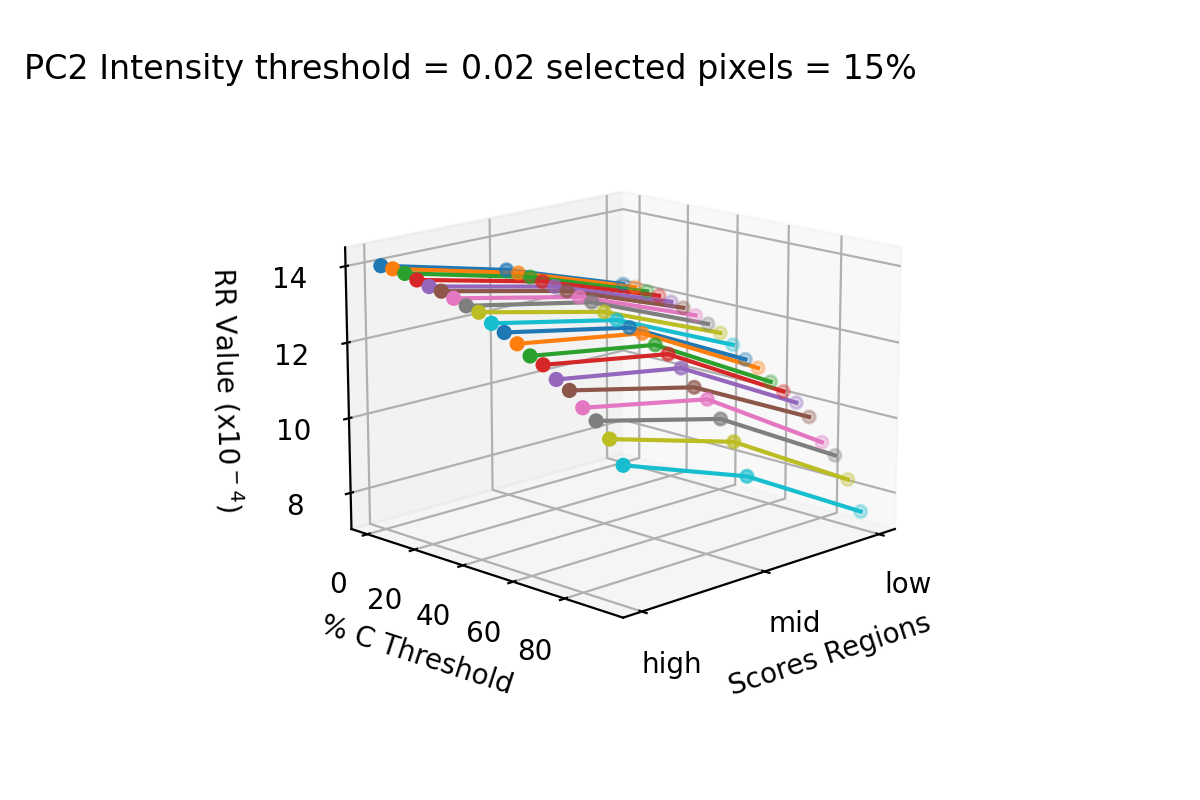 PC2 Intensity threshold = 0.02 selected pixels = 15%
14
12
10
8
RR Value (x10⁻⁴)
0
20
40
60
80
% C Threshold
low
mid
high
Scores Regions